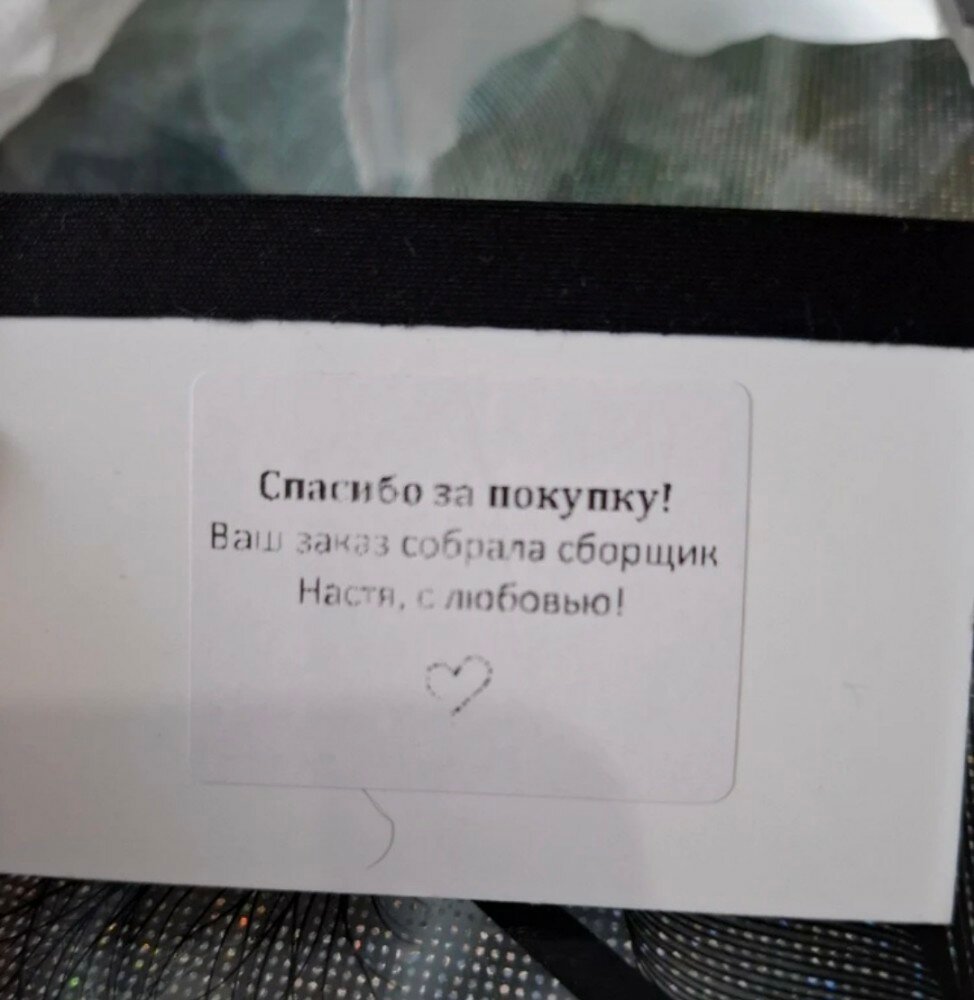 Спасибо за покупку!
Ваш заказ собрала сборщик
Настя, с любовью!